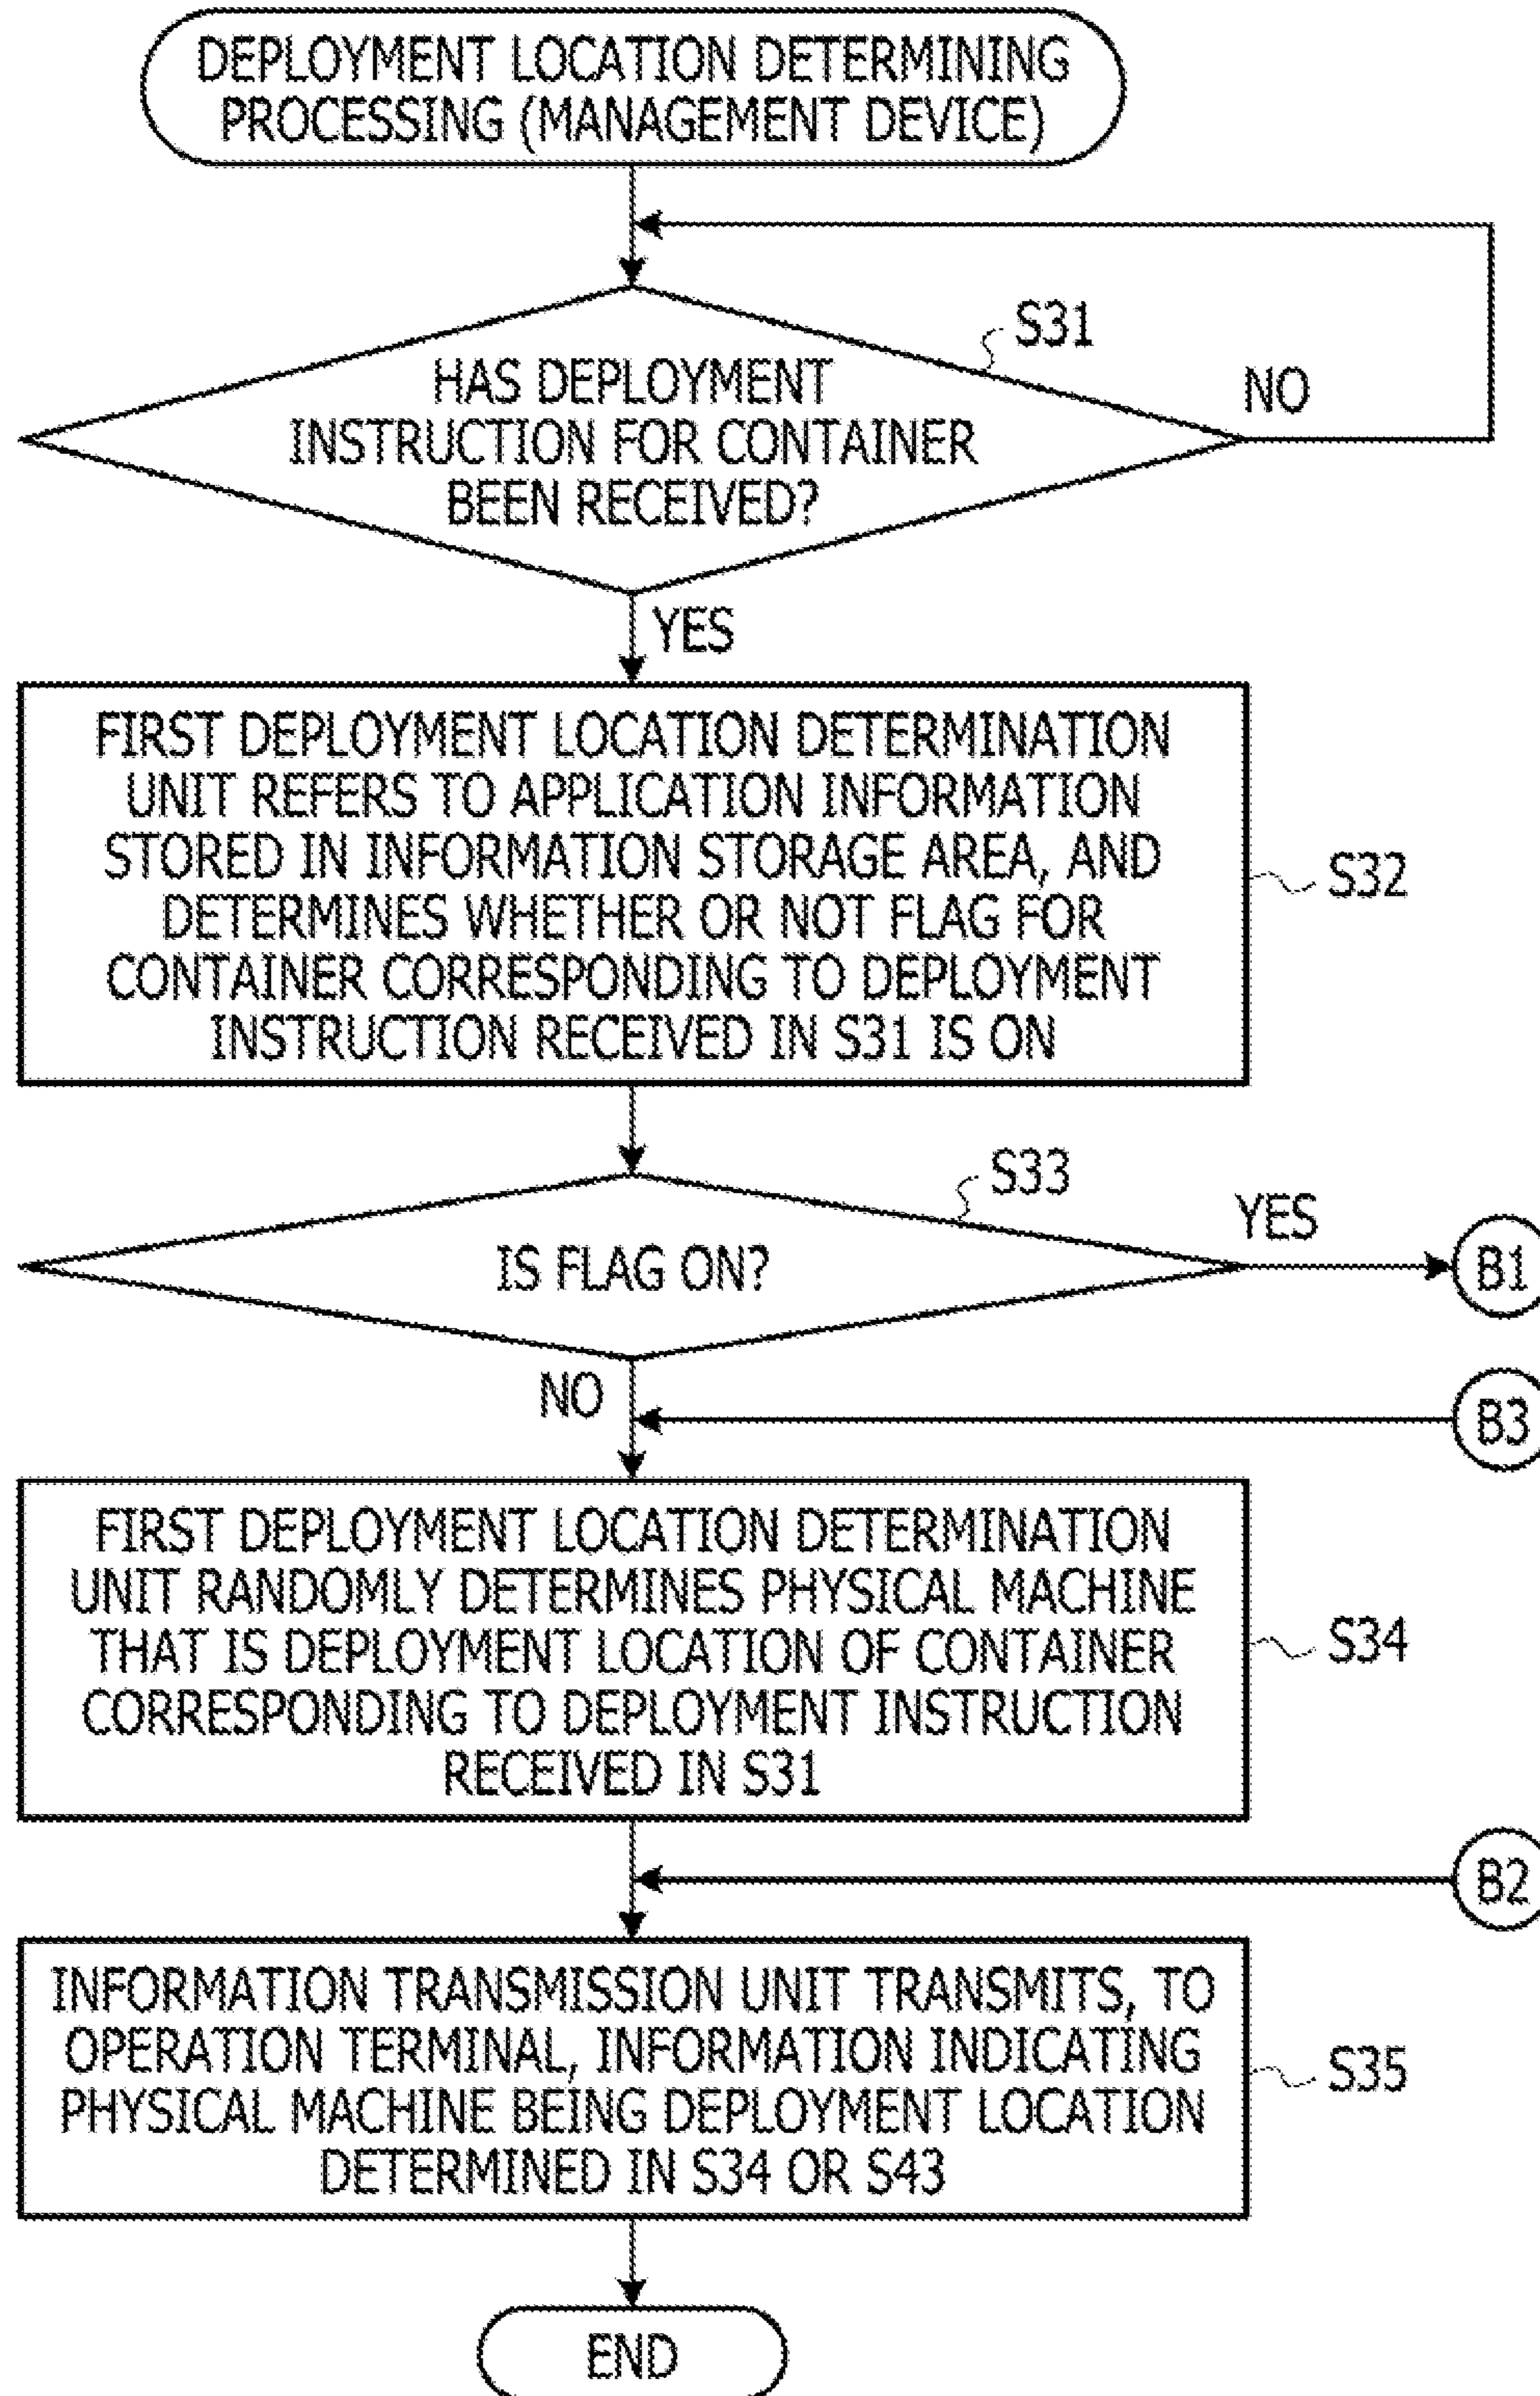 DEPLOYMENT LOCATION DETERMINING
PROCESSING (MANAGEMENT DEVICE)
S31
HAS DEPLOYMENT
INSTRUCTION FOR CONTAINER
BEEN RECEIVED?
NO
YES
FIRST DEPLOYMENT LOCATION DETERMINATION
UNIT REFERS TO APPLICATION INFORMATION
STORED IN INFORMATION STORAGE AREA, AND
DETERMINES WHETHER OR NOT FLAG FOR
CONTAINER CORRESPONDING TO DEPLOYMENT
INSTRUCTION RECEIVED IN S31 IS ON
S32
S33
IS FLAG ON?
YES
B1
NO
B3
FIRST DEPLOYMENT LOCATION DETERMINATION
UNIT RANDOMLY DETERMINES PHYSICAL MACHINE
THAT IS DEPLOYMENT LOCATION OF CONTAINER
CORRESPONDING TO DEPLOYMENT INSTRUCTION
RECEIVED IN S31
S34
B2
INFORMATION TRANSMISSION UNIT TRANSMITS, TO
OPERATION TERMINAL, INFORMATION INDICATING
PHYSICAL MACHINE BEING DEPLOYMENT LOCATION
DETERMINED IN S34 OR S43
S35
END